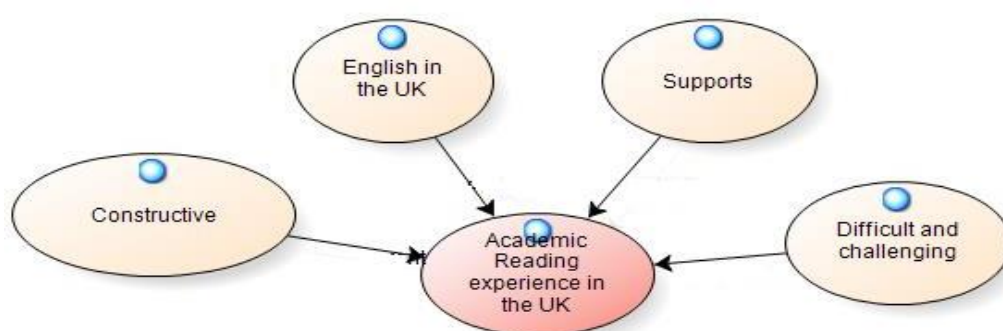 English in
the UK
Supports
Constructive
Difficult and
challenging
Academic
Reading
experience in
the UK